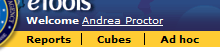 eTools
Welcome Andrea Proctor
Reports | Cubes | Ad hoc